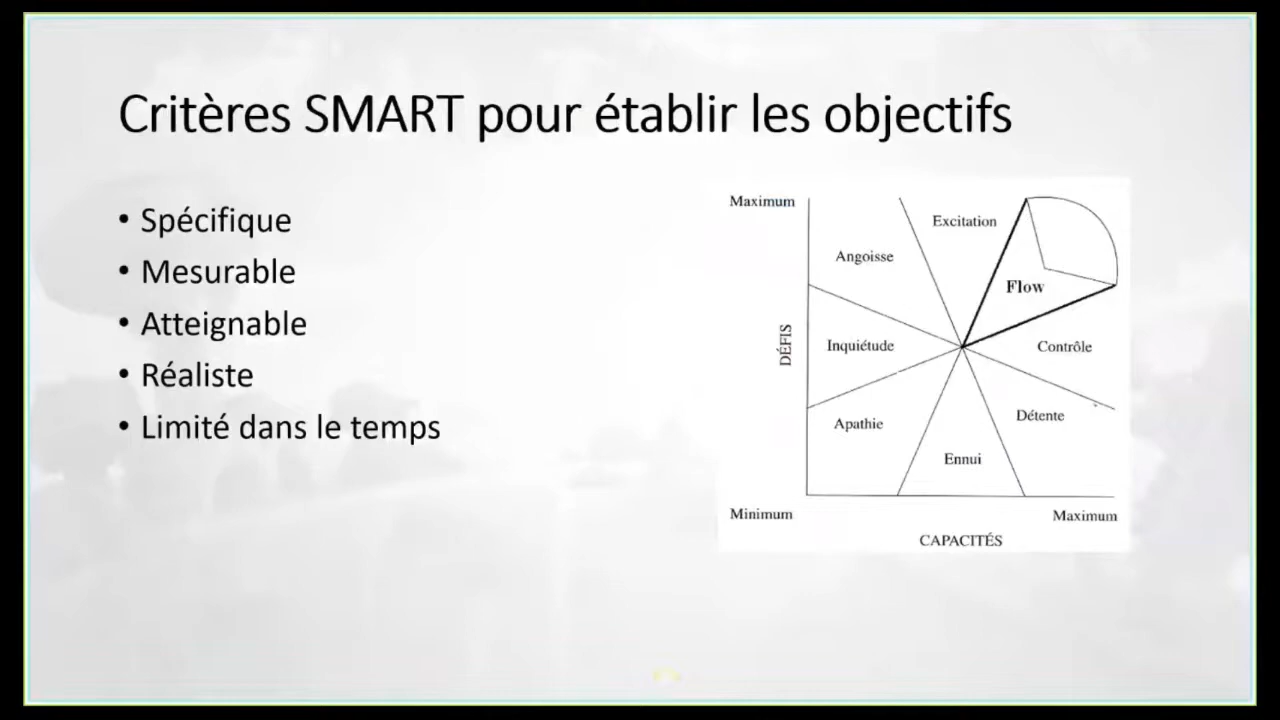 Critères SMART pour établir les objectifs
• Spécifique
• Mesurable
• Atteignable
• Réaliste
• Limité dans le temps
Maximum
Excitation
Angoisse
Flow
DÉFIS
Inquiétude
Contrôle
Apathie
Détente
Ennui
Minimum
Maximum
CAPACITÉS